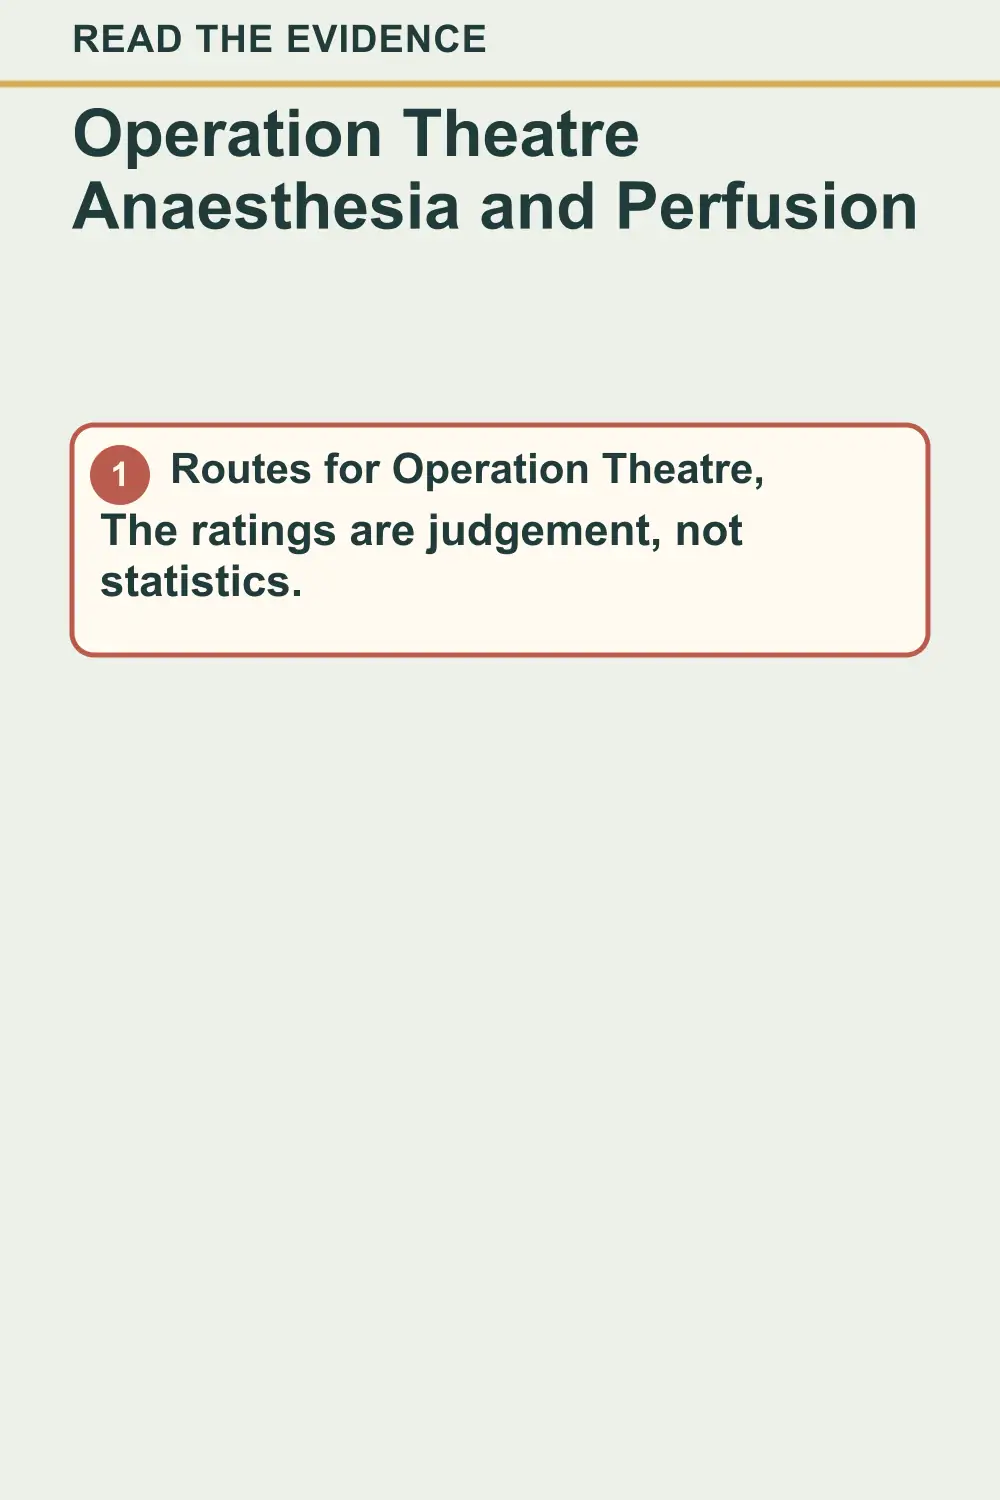 READ THE EVIDENCE
Operation Theatre
Anaesthesia and Perfusion
1 Routes for Operation Theatre,
The ratings are judgement, not
statistics.